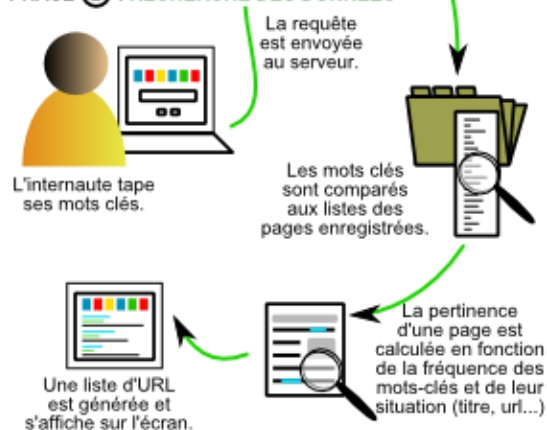 La requête
est envoyée
au serveur.
L'internaute tape
ses mots clés.
Les mots clés
sont comparés
aux listes des
pages enregistrées.
La pertinence
d'une page est
calculée en fonction
de la fréquence des
mots-clés et de leur
situation (titre, url...)
Une liste d'URL
est générée et
s'affiche sur l'écran.